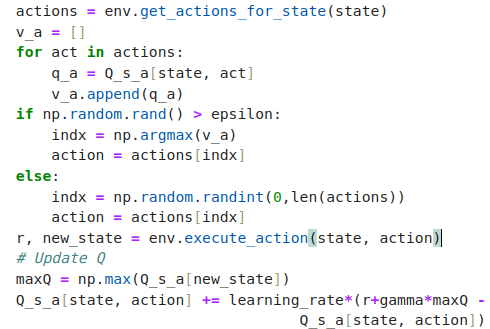 actions = env.get_actions_for_state(state)
v_a = []
for act in actions:
    q_a = Q_s_a[state, act]
    v_a.append(q_a)
if np.random.rand() > epsilon:
    indx = np.argmax(v_a)
    action = actions[indx]
else:
    indx = np.random.randint(0,len(actions))
    action = actions[indx]
r, new_state = env.execute_action(state, action)
# Update Q
maxQ = np.max(Q_s_a[new_state])
Q_s_a[state, action] += learning_rate*(r+gamma*maxQ -
                                Q_s_a[state, action])